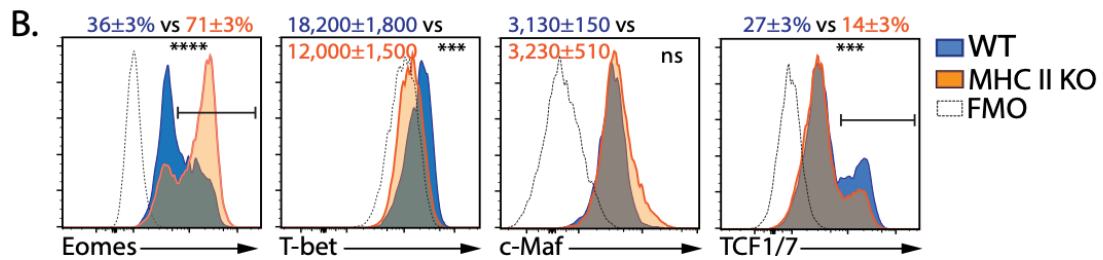 B.
36±3% vs 71±3%
****
Eomes
18,200±1,800 vs
12,000±1,500
***
T-bet
3,130±150 vs
3,230±510
ns
c-Maf
27±3% vs 14±3%
***
TCF1/7
WT
MHC II KO
FMO